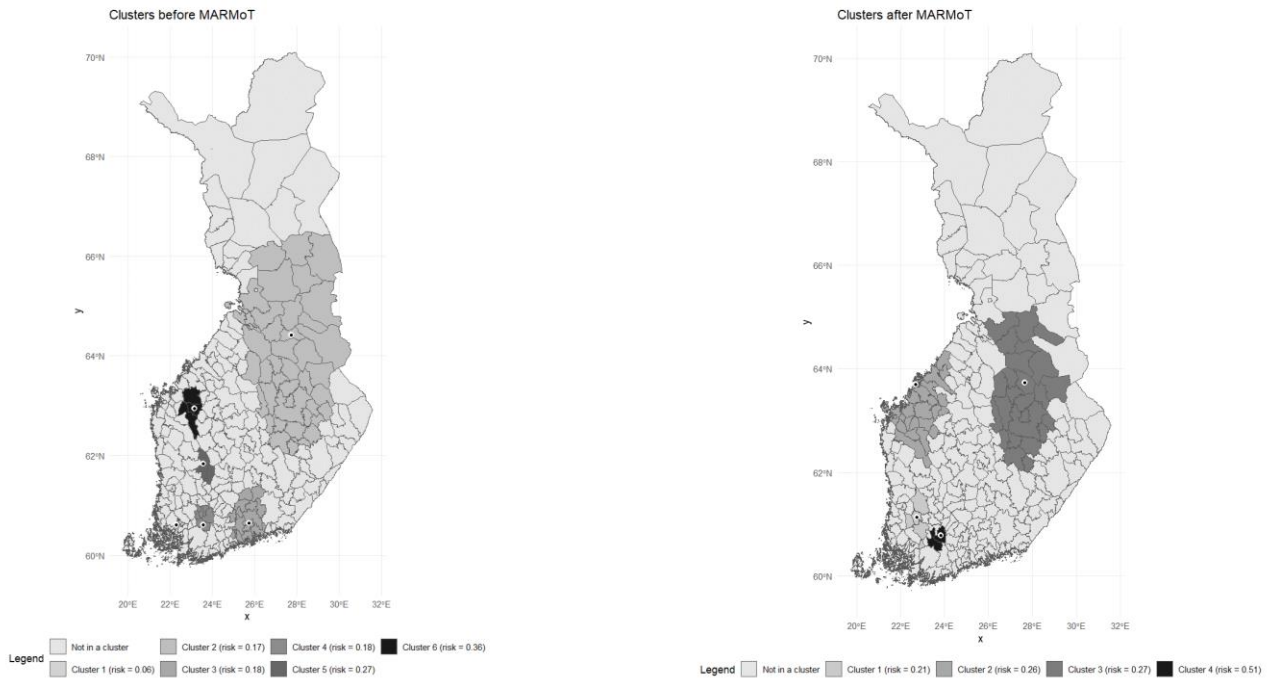 Clusters before MARMoT
70°N
68°N
66°N
64°N
62°N
60°N
y
20°E 22°E 24°E 26°E 28°E 30°E 32°E
x
Legend
Not in a cluster
Cluster 2 (risk = 0.17)
Cluster 4 (risk = 0.18)
Cluster 6 (risk = 0.36)
Cluster 1 (risk = 0.06)
Cluster 3 (risk = 0.18)
Cluster 5 (risk = 0.27)
Clusters after MARMoT
70°N
68°N
66°N
64°N
62°N
60°N
y
20°E 22°E 24°E 26°E 28°E 30°E 32°E
x
Legend
Not in a cluster
Cluster 1 (risk = 0.21)
Cluster 2 (risk = 0.26)
Cluster 3 (risk = 0.27)
Cluster 4 (risk = 0.51)